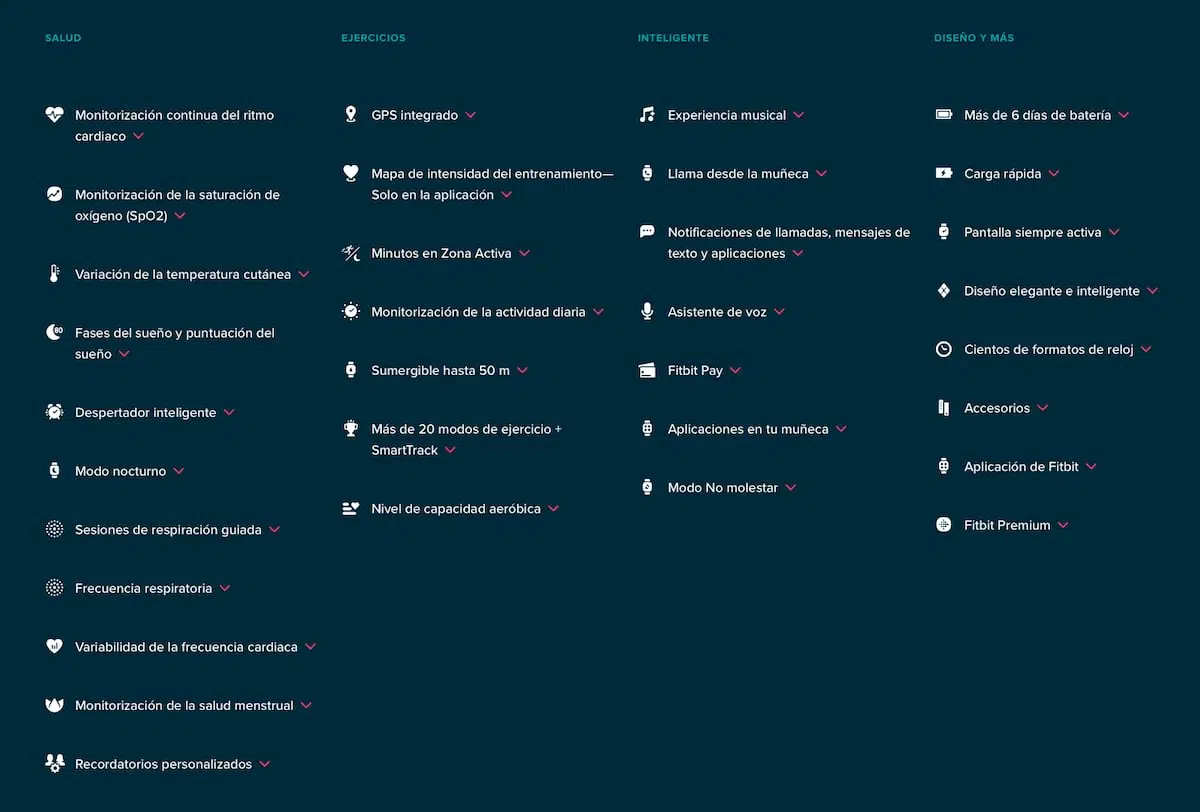 SALUD
Monitorización continua del ritmo
cardiaco
Monitorización de la saturación de
oxígeno (SpO2)
Variación de la temperatura cutánea
Fases del sueño y puntuación del
sueño
Despertador inteligente
Modo nocturno
Sesiones de respiración guiada
Frecuencia respiratoria
Variabilidad de la frecuencia cardiaca
Monitorización de la salud menstrual
Recordatorios personalizados
EJERCICIOS
GPS integrado
Mapa de intensidad del entrenamiento—
Solo en la aplicación
Minutos en Zona Activa
Monitorización de la actividad diaria
Sumergible hasta 50 m
Más de 20 modos de ejercicio +
SmartTrack
Nivel de capacidad aeróbica
INTELIGENTE
Experiencia musical
Llama desde la muñeca
Notificaciones de llamadas, mensajes de
texto y aplicaciones
Asistente de voz
Fitbit Pay
Aplicaciones en tu muñeca
Modo No molestar
DISEÑO Y MÁS
Más de 6 días de batería
Carga rápida
Pantalla siempre activa
Diseño elegante e inteligente
Cientos de formatos de reloj
Accesorios
Aplicación de Fitbit
Fitbit Premium